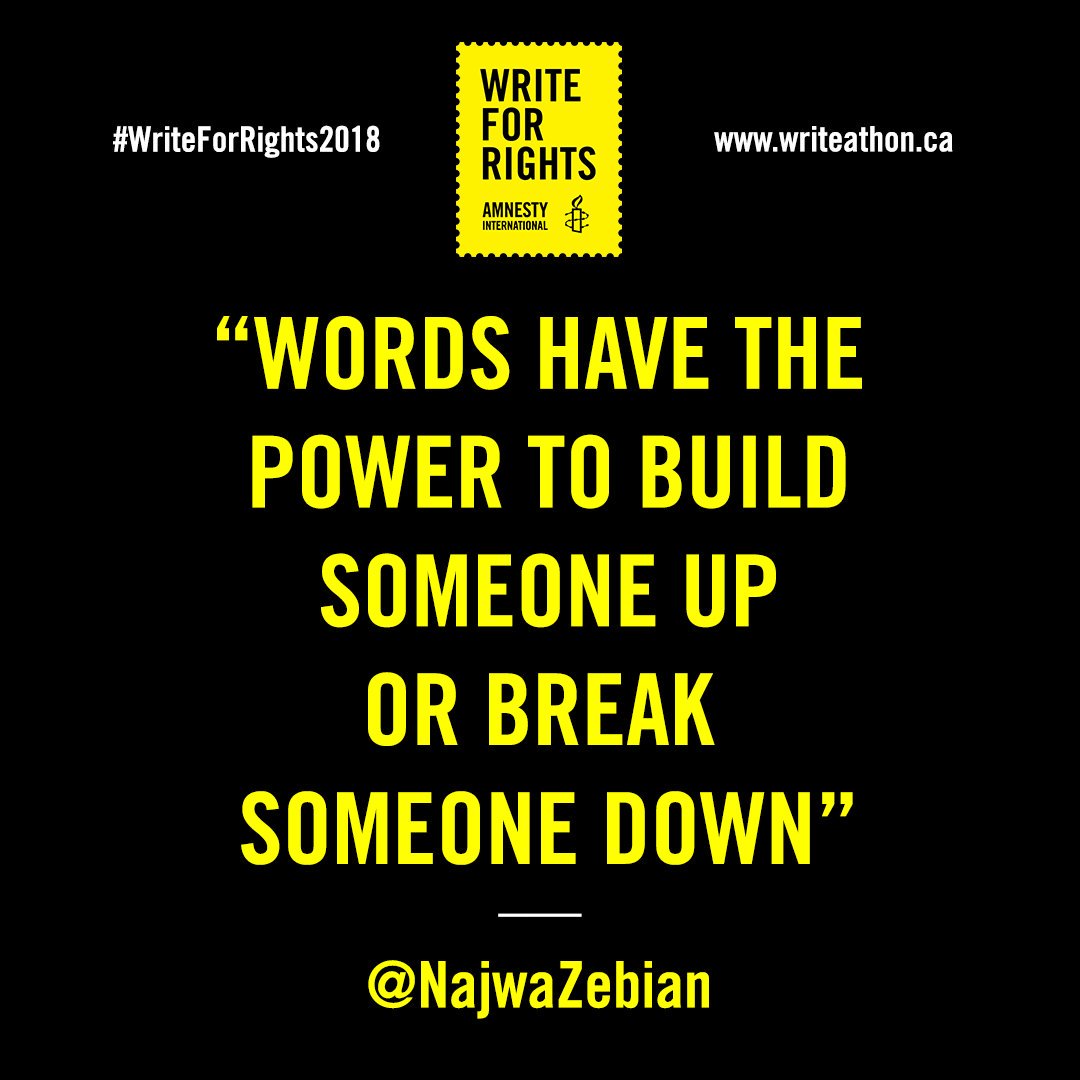 #WriteForRights2018
WRITE
FOR
RIGHTS
AMNESTY
INTERNATIONAL
www.writeathon.ca
“WORDS HAVE THE
POWER TO BUILD
SOMEONE UP
OR BREAK
SOMEONE DOWN”
@NajwaZebian